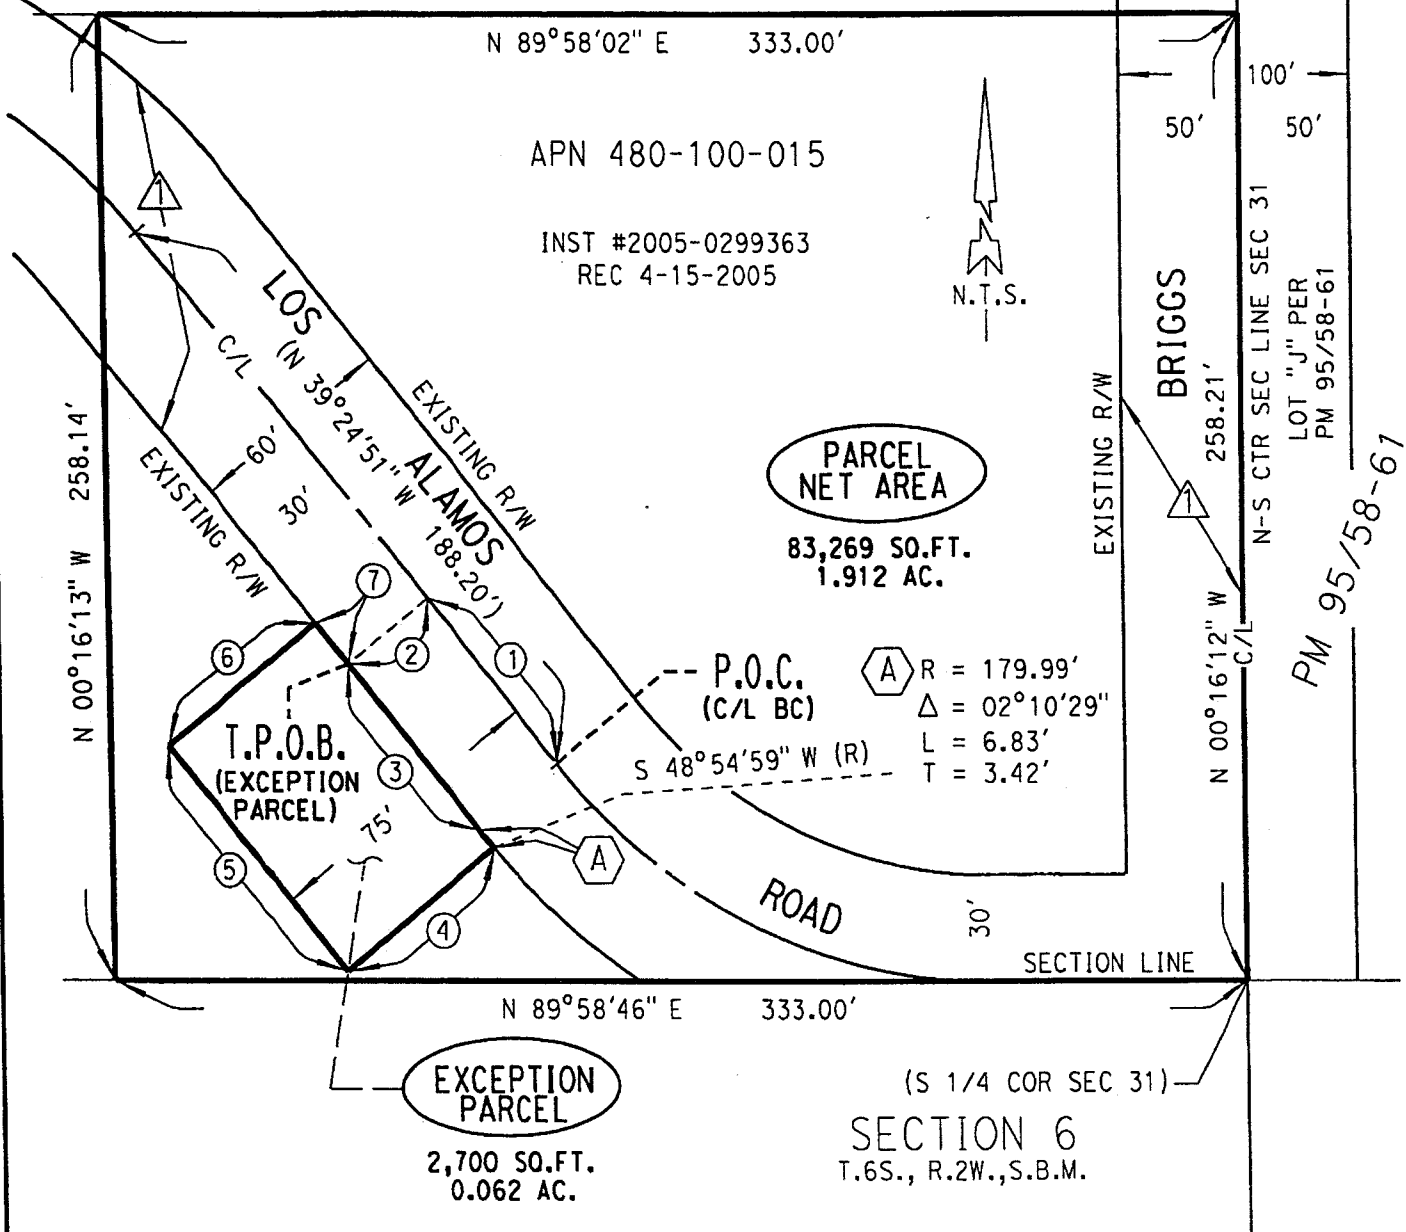 N 89°58'02" E 333.00'
100'
50' 50'
APN 480-100-015
INST #2005-0299363
REC 4-15-2005
N.T.S.
1
LOS
C/L
(N 39°24'51" W 188.20')
ALAMOS
EXISTING R/W
60'
30'
EXISTING R/W
N 00°16'13" W 258.14'
PARCEL
NET AREA
83,269 SQ.FT.
1.912 AC.
EXISTING R/W
BRIGGS
258.21'
N 00°16'12" W
C/L
N-S CTR SEC LINE SEC 31
LOT "J" PER
PM 95/58-61
PM 95/58-61
1
7
6
2
1
P.O.C.
(C/L BC)
A R = 179.99'
Δ = 02°10'29"
L = 6.83'
T = 3.42'
S 48°54'59" W (R)
T.P.O.B.
(EXCEPTION
PARCEL)
3
75'
A
5
4
ROAD
30'
SECTION LINE
N 89°58'46" E 333.00'
EXCEPTION
PARCEL
2,700 SQ.FT.
0.062 AC.
(S 1/4 COR SEC 31)
SECTION 6
T.6S., R.2W.,S.B.M.